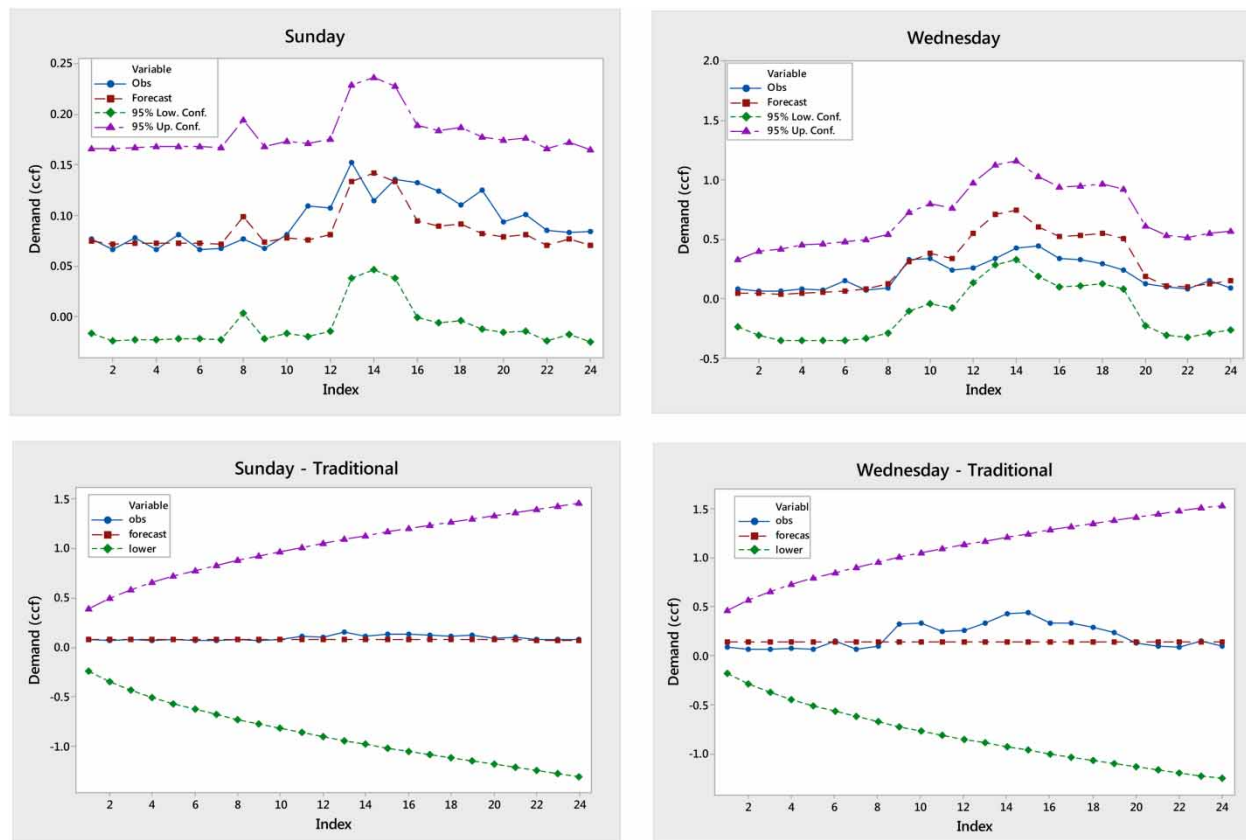 Sunday
0.25
0.20
0.15
0.10
0.05
0.00
Demand (ccf)
Variable
Obs
Forecast
95% Low. Conf.
95% Up. Conf.
2 4 6 8 10 12 14 16 18 20 22 24
Index
Wednesday
2.0
1.5
1.0
0.5
0.0
-0.5
Demand (ccf)
Variable
Obs
Forecast
95% Low. Conf.
95% Up. Conf.
2 4 6 8 10 12 14 16 18 20 22 24
Index
Sunday - Traditional
1.5
1.0
0.5
0.0
-0.5
-1.0
Demand (ccf)
Variable
obs
forecast
lower
2 4 6 8 10 12 14 16 18 20 22 24
Index
Wednesday - Traditional
1.5
1.0
0.5
0.0
-0.5
-1.0
Demand (ccf)
Variabl
obs
forecas
lower
2 4 6 8 10 12 14 16 18 20 22 24
Index